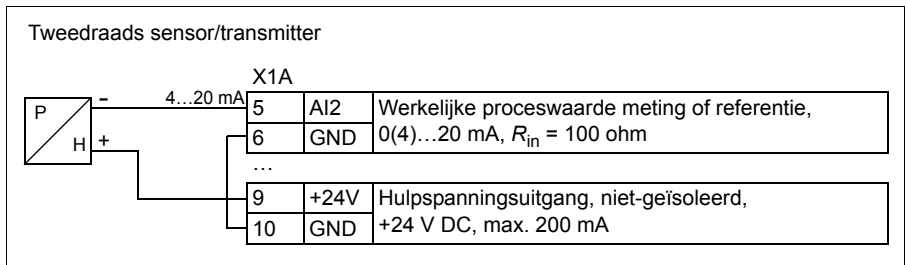 Tweedraads sensor/transmitter
X1A
P H - + 4…20 mA
5 AI2 Werkelijke proceswaarde meting of referentie,
6 GND 0(4)…20 mA, Rin = 100 ohm
…
9 +24V Hulpspanningsuitgang, niet-geïsoleerd,
10 GND +24 V DC, max. 200 mA